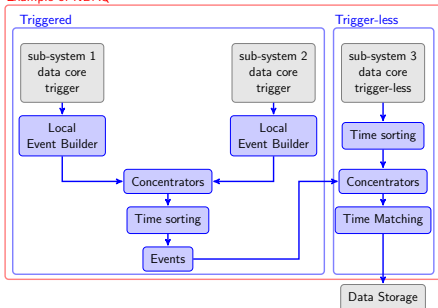 Triggered
Trigger-less
sub-system 1
data core
trigger
sub-system 2
data core
trigger
sub-system 3
data core
trigger-less
Local
Event Builder
Local
Event Builder
Time sorting
Concentrators
Concentrators
Time sorting
Time Matching
Events
Data Storage